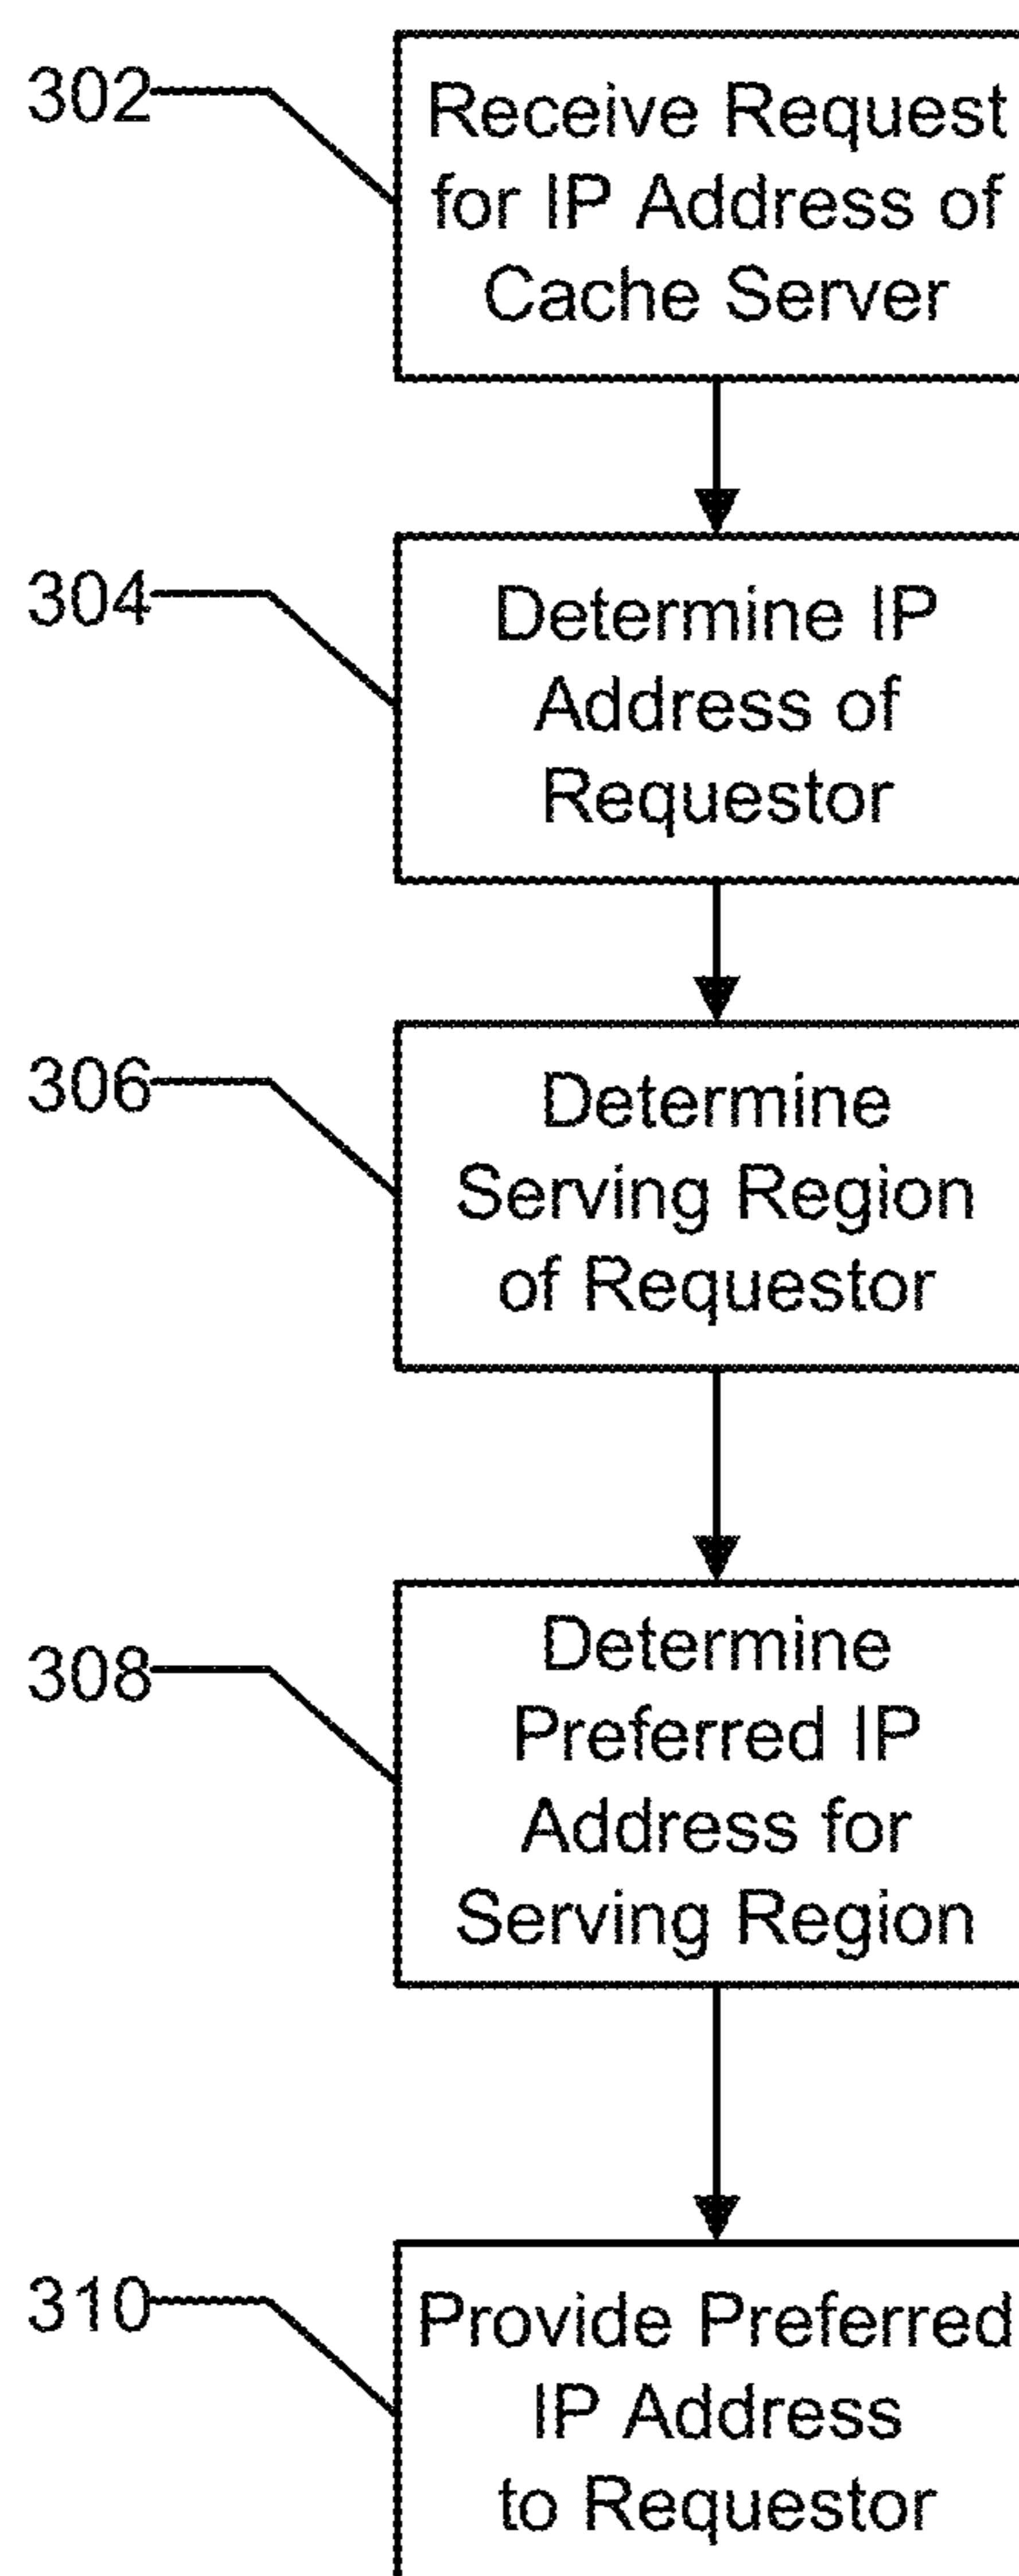 302
Receive Request
for IP Address of
Cache Server
304
Determine IP
Address of
Requestor
306
Determine
Serving Region
of Requestor
308
Determine
Preferred IP
Address for
Serving Region
310
Provide Preferred
IP Address
to Requestor